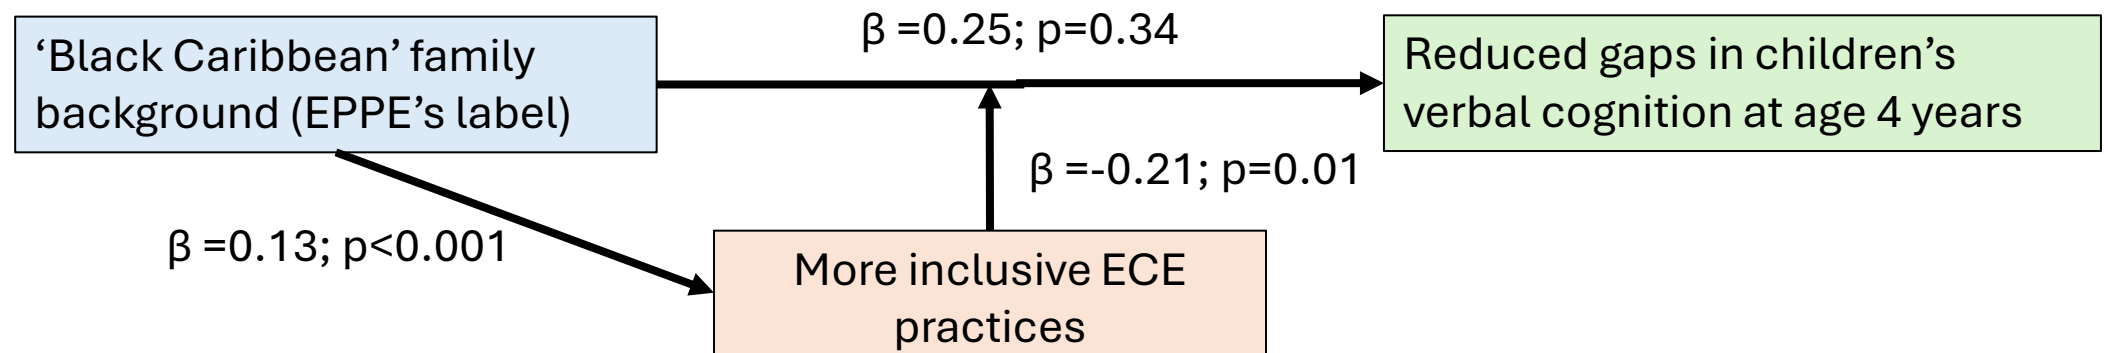 β =0.25; p=0.34
‘Black Caribbean’ family
background (EPPE’s label)
Reduced gaps in children’s
verbal cognition at age 4 years
β =-0.21; p=0.01
β =0.13; p<0.001
More inclusive ECE
practices